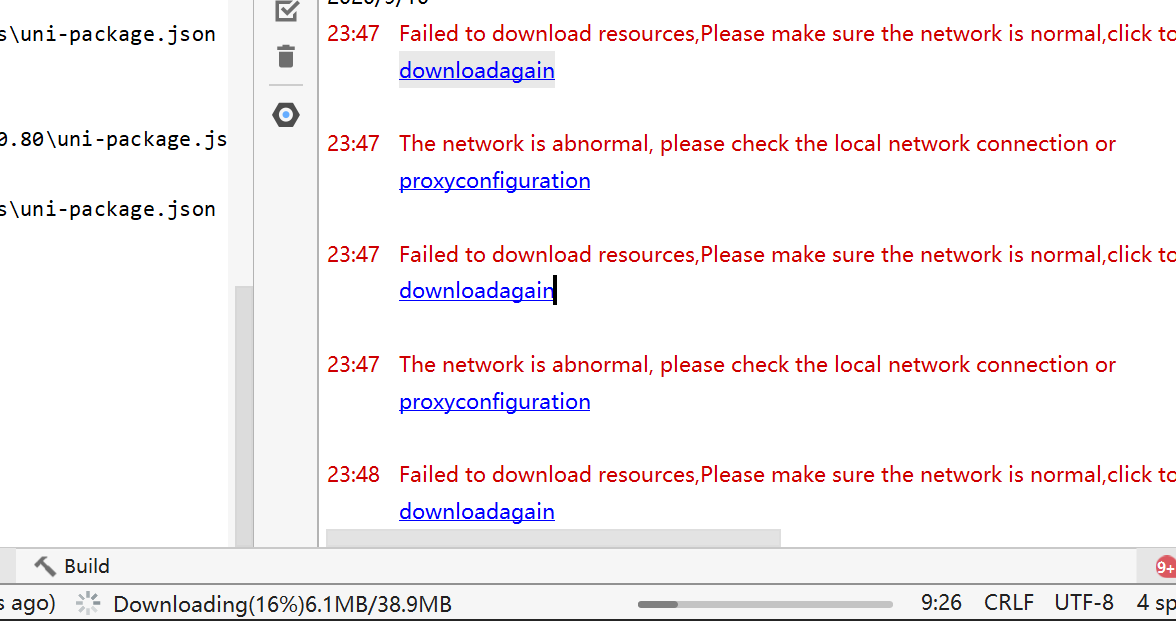 s\uni-package.json
0.80\uni-package.js
s\uni-package.json
23:47 Failed to download resources,Please make sure the network is normal,click to
downloadagain
23:47 The network is abnormal, please check the local network connection or
proxyconfiguration
23:47 Failed to download resources,Please make sure the network is normal,click to
downloadagain
23:47 The network is abnormal, please check the local network connection or
proxyconfiguration
23:48 Failed to download resources,Please make sure the network is normal,click to
downloadagain
Build
9+
s ago) Downloading(16%)6.1MB/38.9MB 9:26 CRLF UTF-8 4 sp